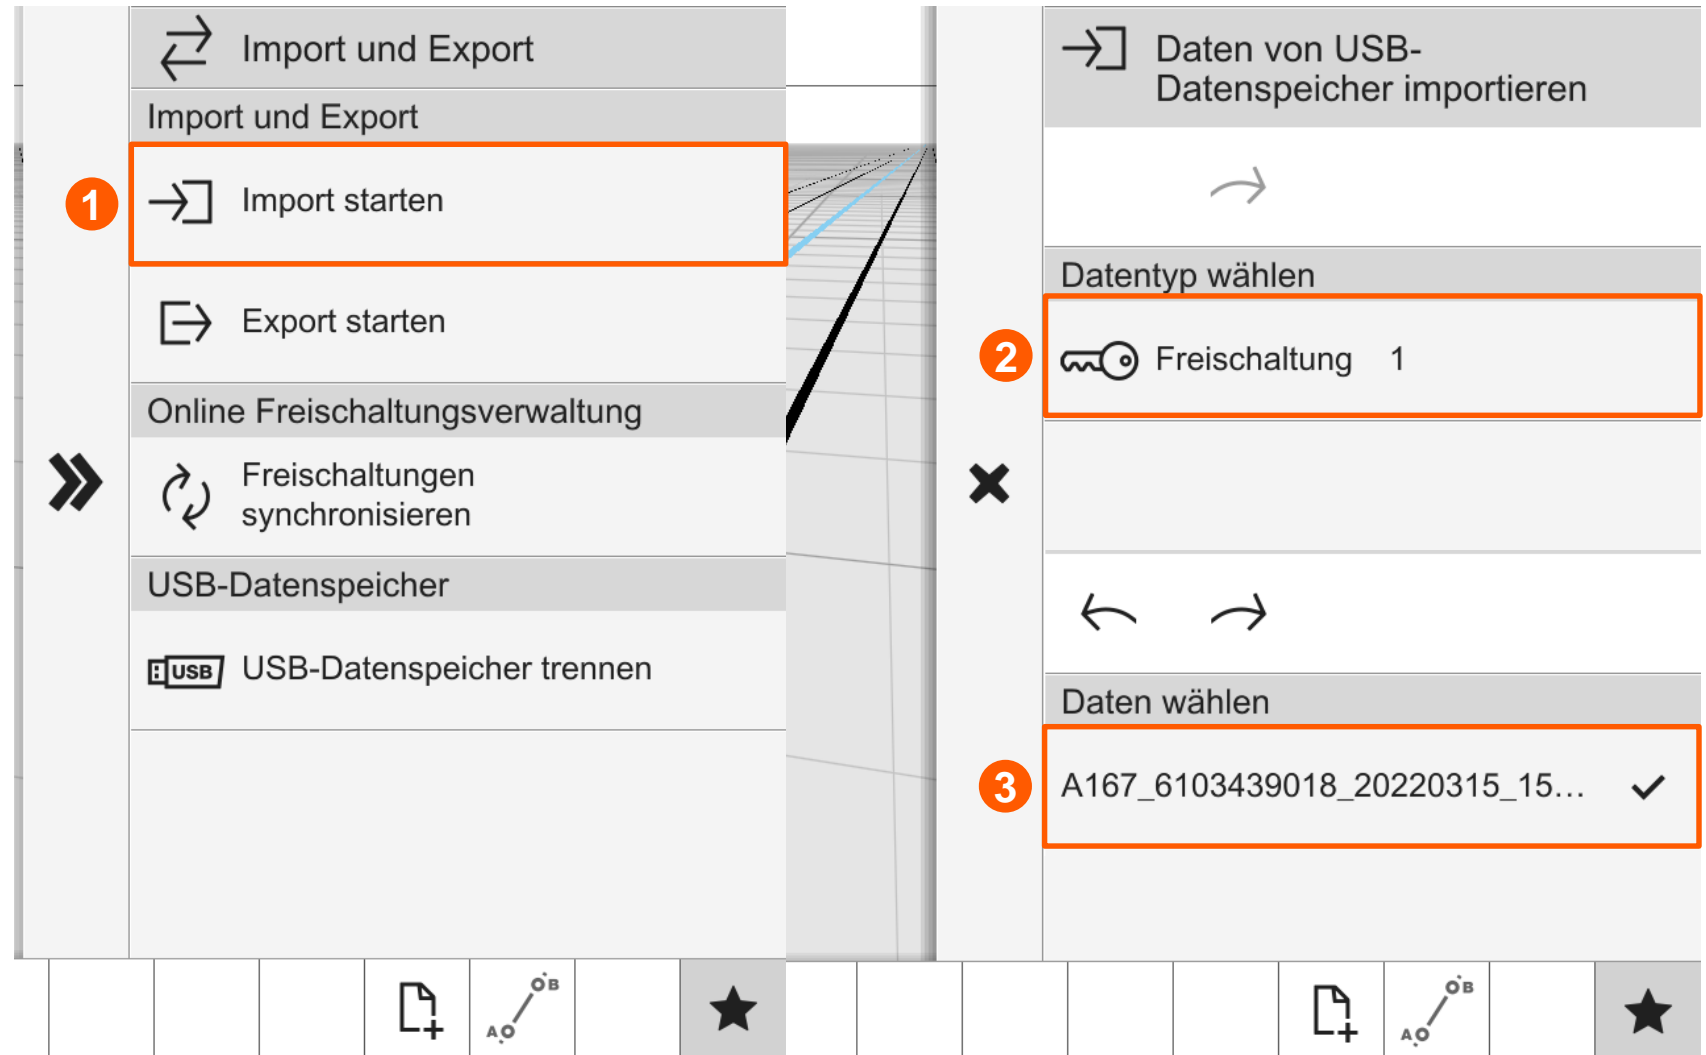 Import und Export
Import und Export
1
Import starten
Export starten
Online Freischaltungsverwaltung
Freischaltungen
synchronisieren
USB-Datenspeicher
USB
USB-Datenspeicher trennen
B
A
Daten von USB-
Datenspeicher importieren
Datentyp wählen
2
Freischaltung 1
Daten wählen
3
A167_6103439018_20220315_15...
B
A